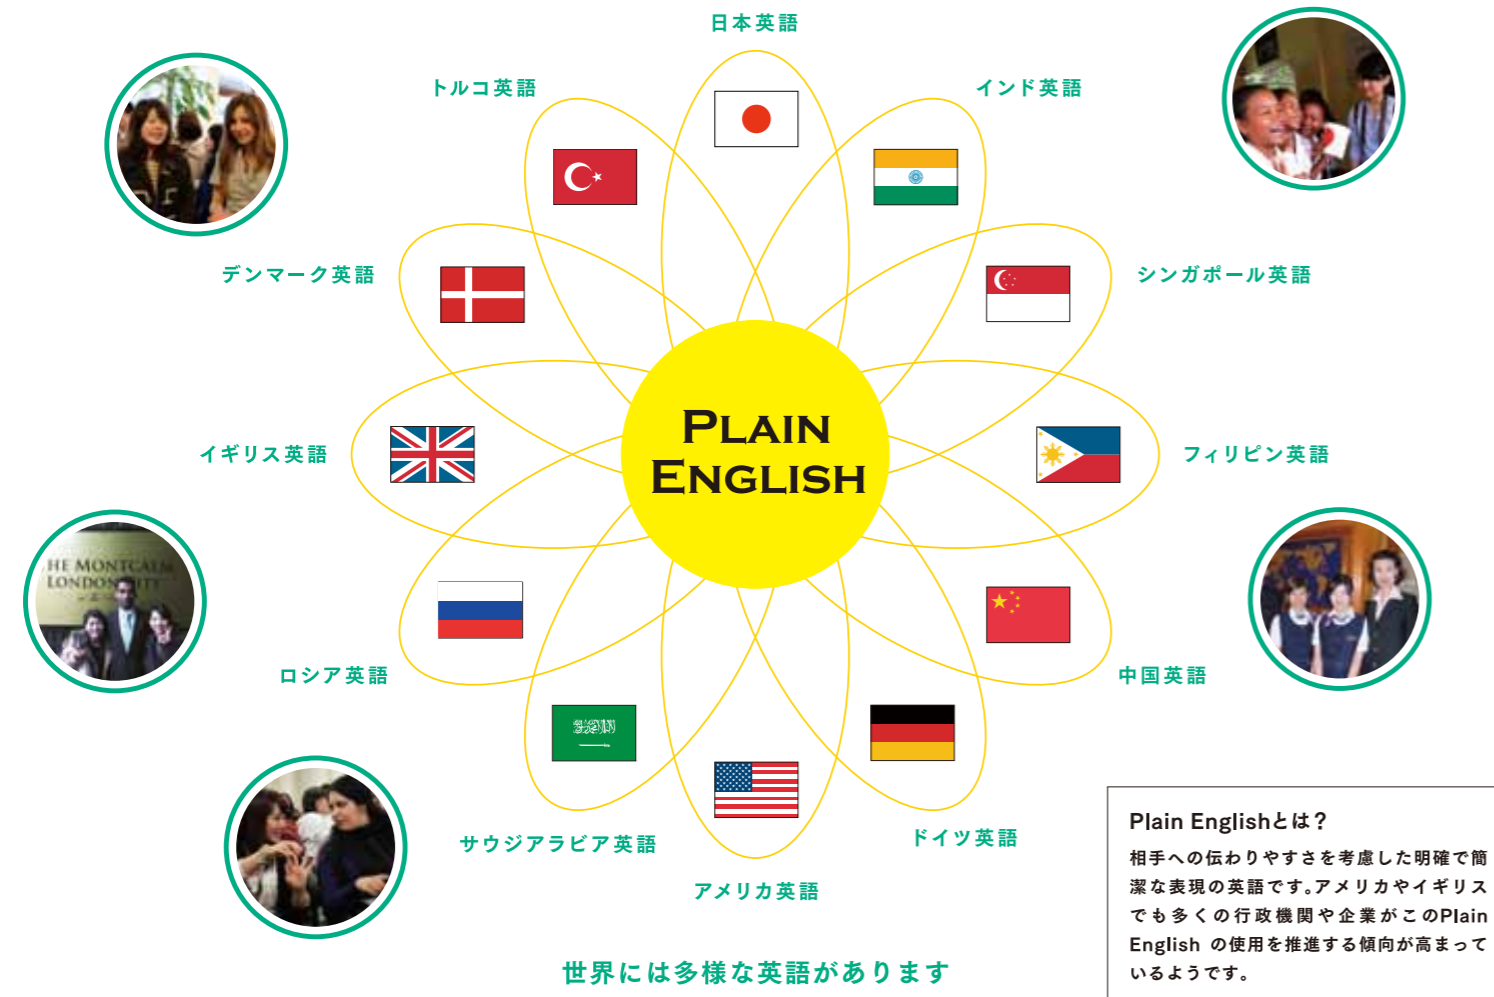 日本英語
トルコ英語
インド英語
デンマーク英語
シンガポール英語
PLAIN
ENGLISH
イギリス英語
フィリピン英語
HE MONTCALM
LONDON CITY
ロシア英語
中国英語
サウジアラビア英語
ドイツ英語
アメリカ英語
世界には多様な英語があります
Plain Englishとは？
相手への伝わりやすさを考慮した明確で簡
潔な表現の英語です。アメリカやイギリス
でも多くの行政機関や企業がこのPlain
English の使用を推進する傾向が高まって
いるようです。